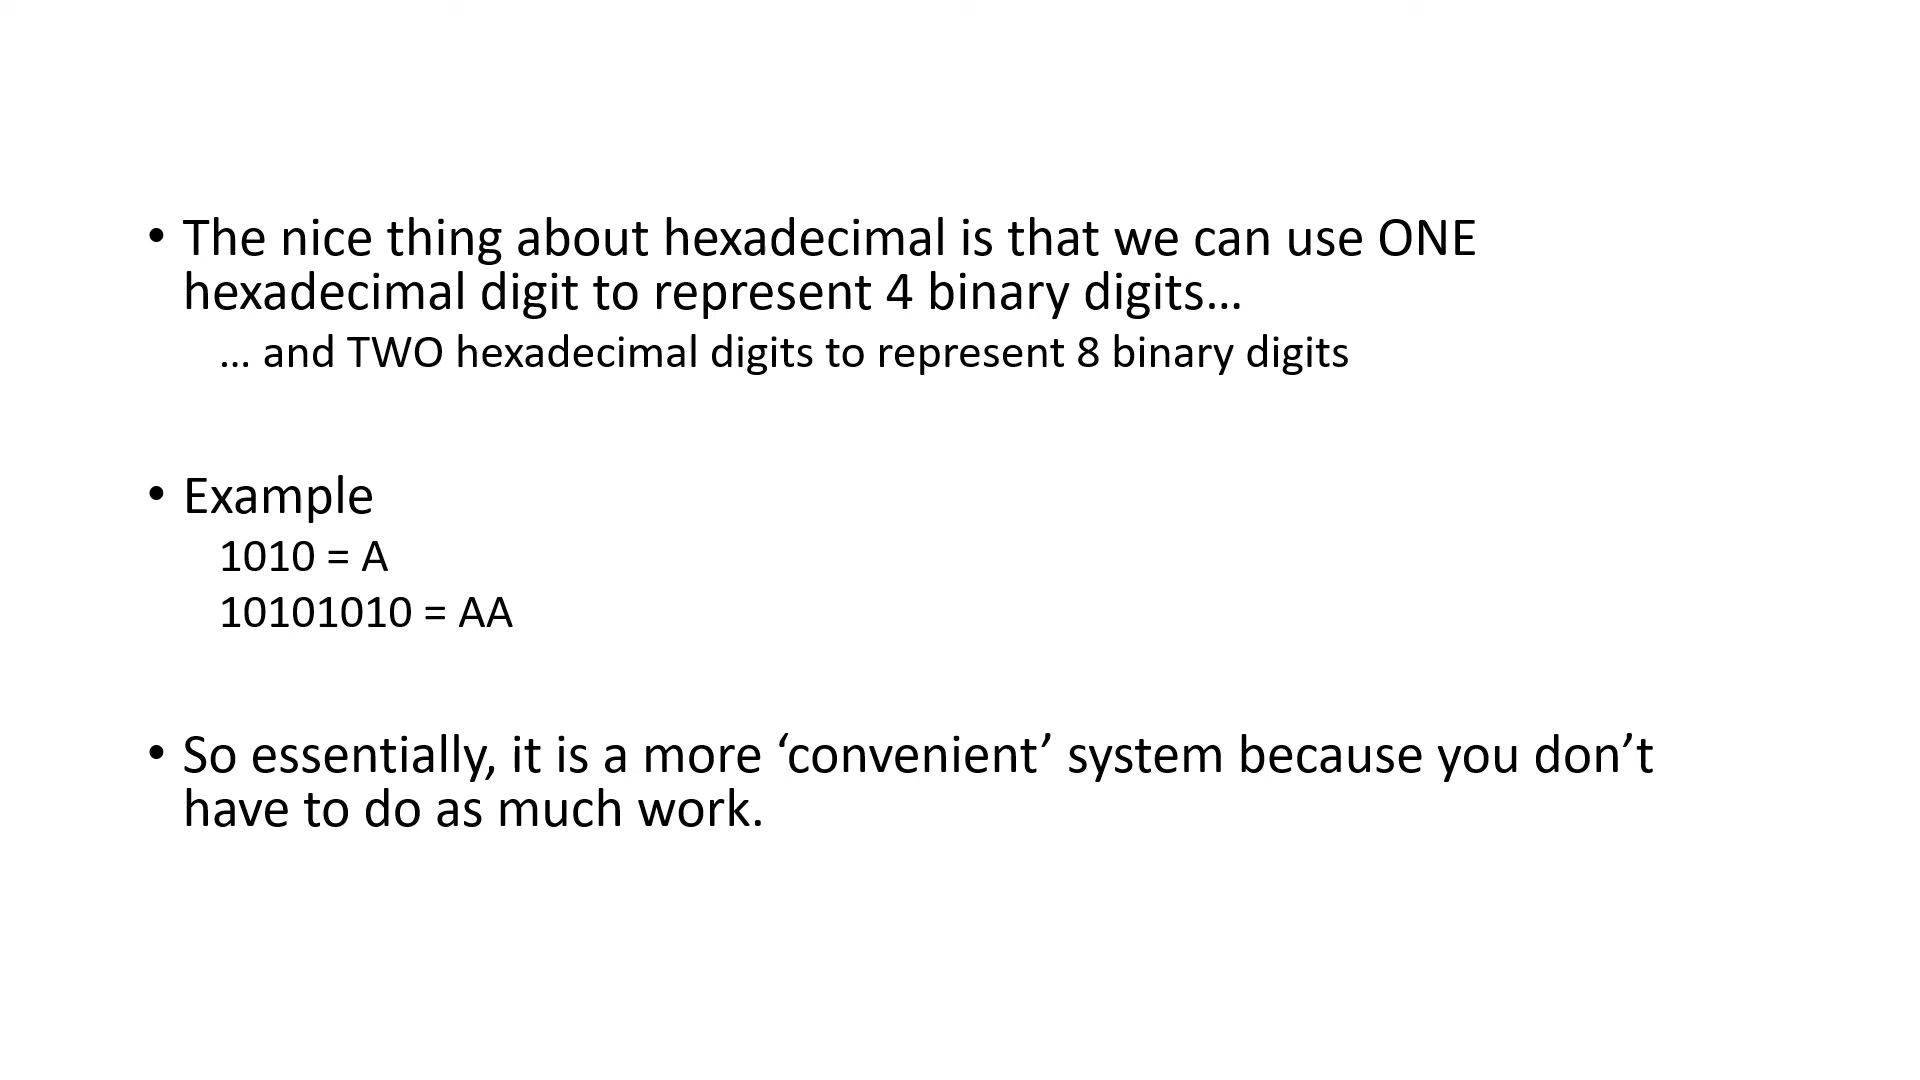 • The nice thing about hexadecimal is that we can use ONE
hexadecimal digit to represent 4 binary digits…
… and TWO hexadecimal digits to represent 8 binary digits
• Example
1010 = A
10101010 = AA
• So essentially, it is a more ‘convenient’ system because you don’t
have to do as much work.